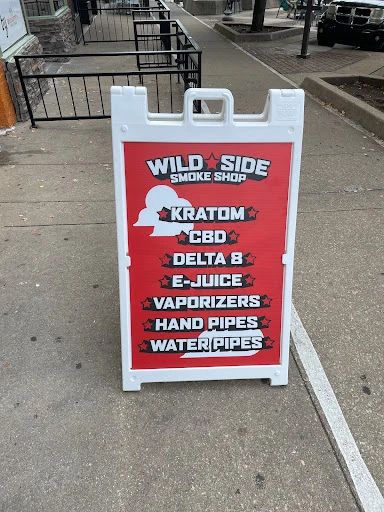 WILD SIDE
SMOKE SHOP
KRATOM
CBD
DELTA 8
E-JUICE
VAPORIZERS
HAND PIPES
WATER PIPES